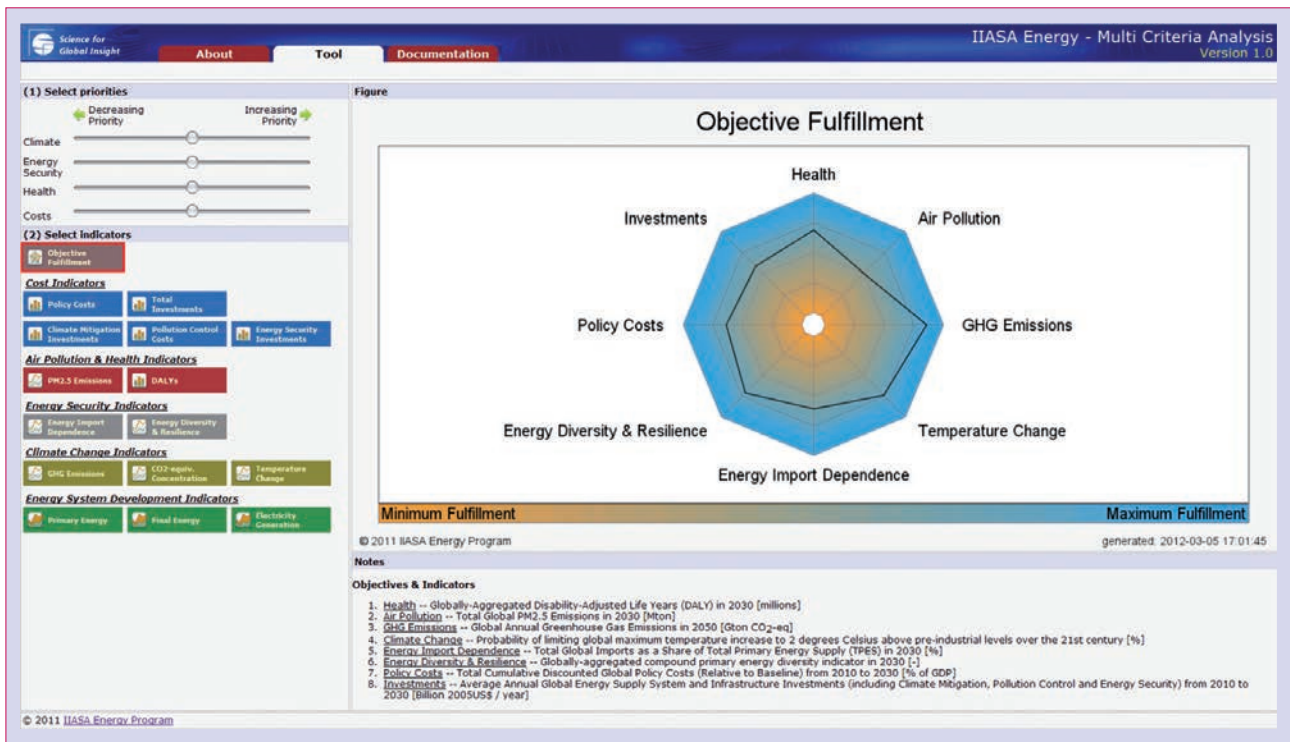 Science for
Global Insight
About
Tool
Documentation
IIASA Energy - Multi Criteria Analysis
Version 1.0
(1) Select priorities
Decreasing
Priority
Increasing
Priority
Climate
Energy
Security
Health
Costs
(2) Select indicators
Objective
Fulfillment
Cost Indicators
Policy Costs
Total
Investments
Climate Mitigation
Investments
Pollution Control
Costs
Energy Security
Investments
Air Pollution & Health Indicators
PM2.5 Emissions
DALYs
Energy Security Indicators
Energy Import
Dependence
Energy Diversity
& Resilience
Climate Change Indicators
GHG Emissions
CO2-equiv.
Concentration
Temperature
Change
Energy System Development Indicators
Primary Energy
Final Energy
Electricity
Generation
Figure
Objective Fulfillment
Health
Investments
Air Pollution
Policy Costs
GHG Emissions
Energy Diversity & Resilience
Temperature Change
Energy Import Dependence
Minimum Fulfillment
Maximum Fulfillment
© 2011 IIASA Energy Program
generated: 2012-03-05 17:01:45
Notes
Objectives & Indicators
1. Health -- Globally-Aggregated Disability-Adjusted Life Years (DALY) in 2030 [millions]
2. Air Pollution -- Total Global PM2.5 Emissions in 2030 [Mton]
3. GHG Emissions -- Global Annual Greenhouse Gas Emissions in 2050 [Gton CO2-eq]
4. Climate Change -- Probability of limiting global maximum temperature increase to 2 degrees Celsius above pre-industrial levels over the 21st century [%]
5. Energy Import Dependence -- Total Global Imports as a Share of Total Primary Energy Supply (TPES) in 2030 [%]
6. Energy Diversity & Resilience -- Globally-aggregated compound primary energy diversity indicator in 2030 [-]
7. Policy Costs -- Total Cumulative Discounted Global Policy Costs (Relative to Baseline) from 2010 to 2030 [% of GDP]
8. Investments -- Average Annual Global Energy Supply System and Infrastructure Investments (including Climate Mitigation, Pollution Control and Energy Security) from 2010 to
2030 [Billion 2005US$ / year]
© 2011 IIASA Energy Program